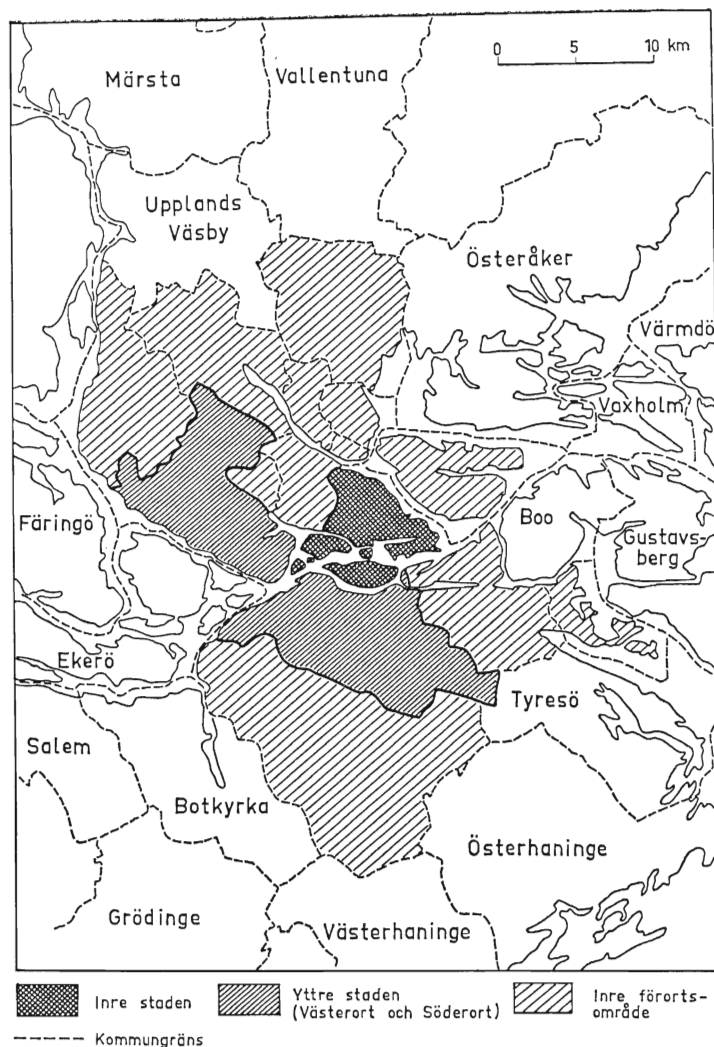 0 5 10 km
Märsta
Vallentuna
Upplands
Väsby
Österåker
Värmdö
Vaxholm
Färingö
Boo
Gustavs-
berg
Ekerö
Tyresö
Salem
Botkyrka
Österhaninge
Grödinge
Västerhaninge
Inre staden
Yttre staden
(Västerort och Söderort)
Inre förorts-
område
Kommungräns